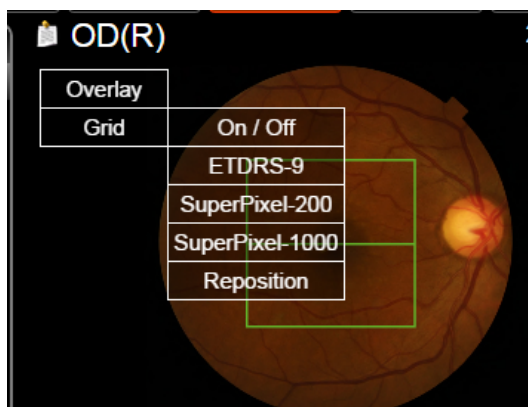 OD(R)
Overlay
Grid On / Off
ETDRS-9
SuperPixel-200
SuperPixel-1000
Reposition